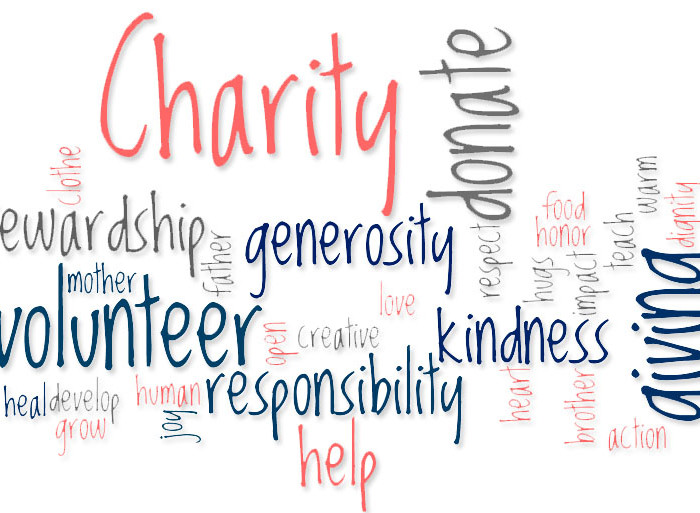 Charity
donate
clothe
ewardship
father
generosity
respect
food
honor
hugs
impact
teach
warm
dignity
mother
volunteer
love
open
creative
kindness
giving
heal
develop
grow
human
joy
responsibility
heart
brother
action
help